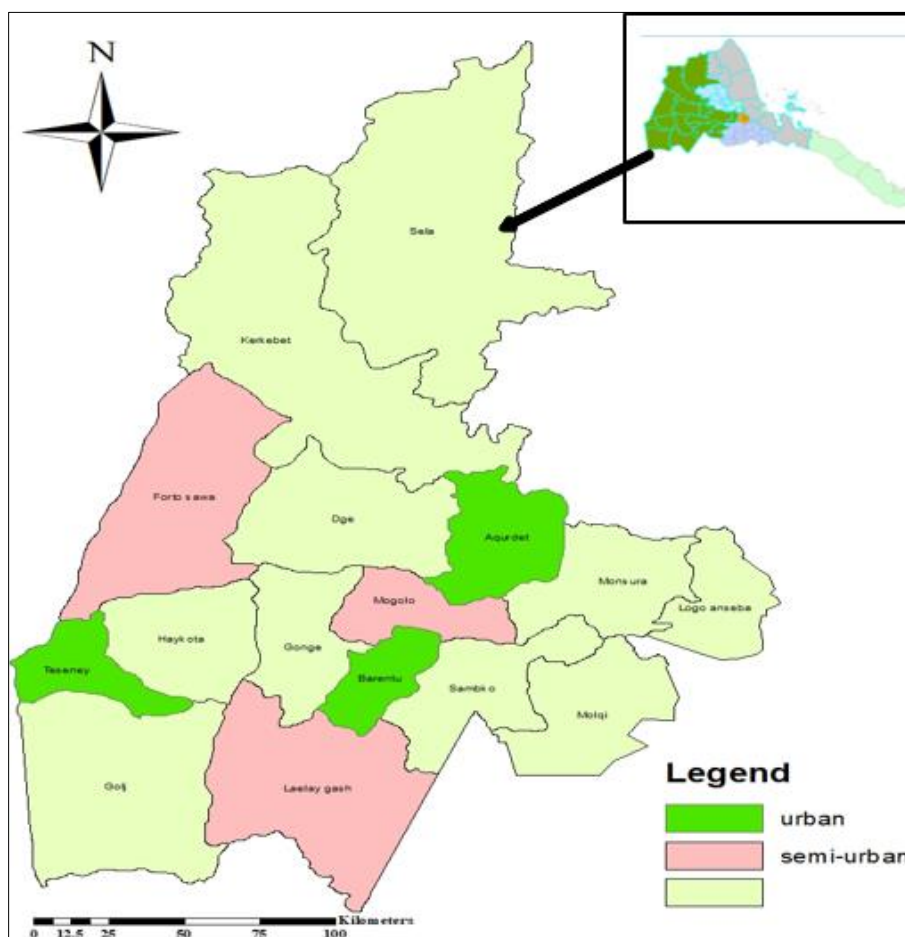 N
Sela
Kerkebet
Forto sawa
Dge
Aqurdet
Monsura
Logo anseba
Mogolo
Haykota
Gonge
Teseney
Barentu
Sambko
Molqi
Golj
Laelay gash
Legend
urban
semi-urban
Kilometers
0 12.5 25 50 75 100